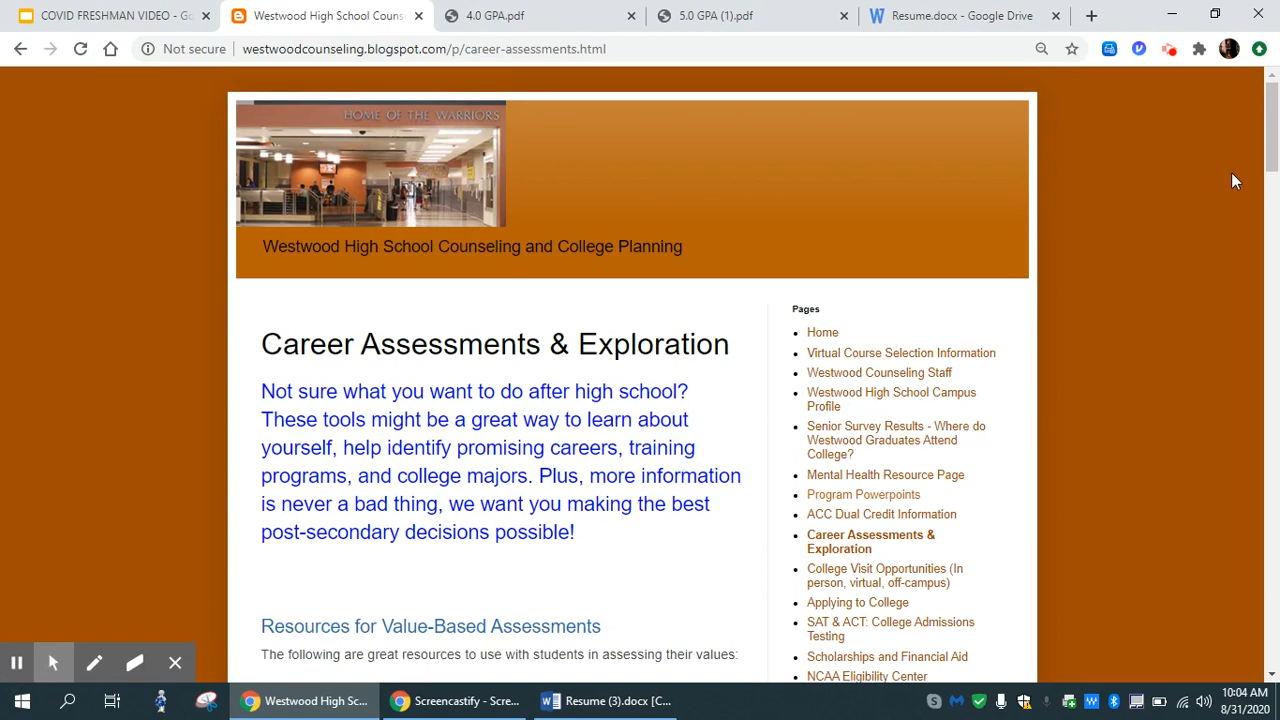 COVID FRESHMAN VIDEO - Go
Westwood High School Couns
4.0 GPA.pdf
5.0 GPA (1).pdf
Resume.docx - Google Drive
Not secure
westwoodcounseling.blogspot.com/p/career-assessments.html
HOME OF THE WARRIORS
Westwood High School Counseling and College Planning
Career Assessments & Exploration
Not sure what you want to do after high school?
These tools might be a great way to learn about
yourself, help identify promising careers, training
programs, and college majors. Plus, more information
is never a bad thing, we want you making the best
post-secondary decisions possible!
Resources for Value-Based Assessments
The following are great resources to use with students in assessing their values:
Pages
Home
Virtual Course Selection Information
Westwood Counseling Staff
Westwood High School Campus
Profile
Senior Survey Results - Where do
Westwood Graduates Attend
College?
Mental Health Resource Page
Program Powerpoints
ACC Dual Credit Information
Career Assessments &
Exploration
College Visit Opportunities (In
person, virtual, off-campus)
Applying to College
SAT & ACT: College Admissions
Testing
Scholarships and Financial Aid
NCAA Eligibility Center
Westwood High Sc...
Screencastify - Scre...
Resume (3).docx [C...
10:04 AM
8/31/2020